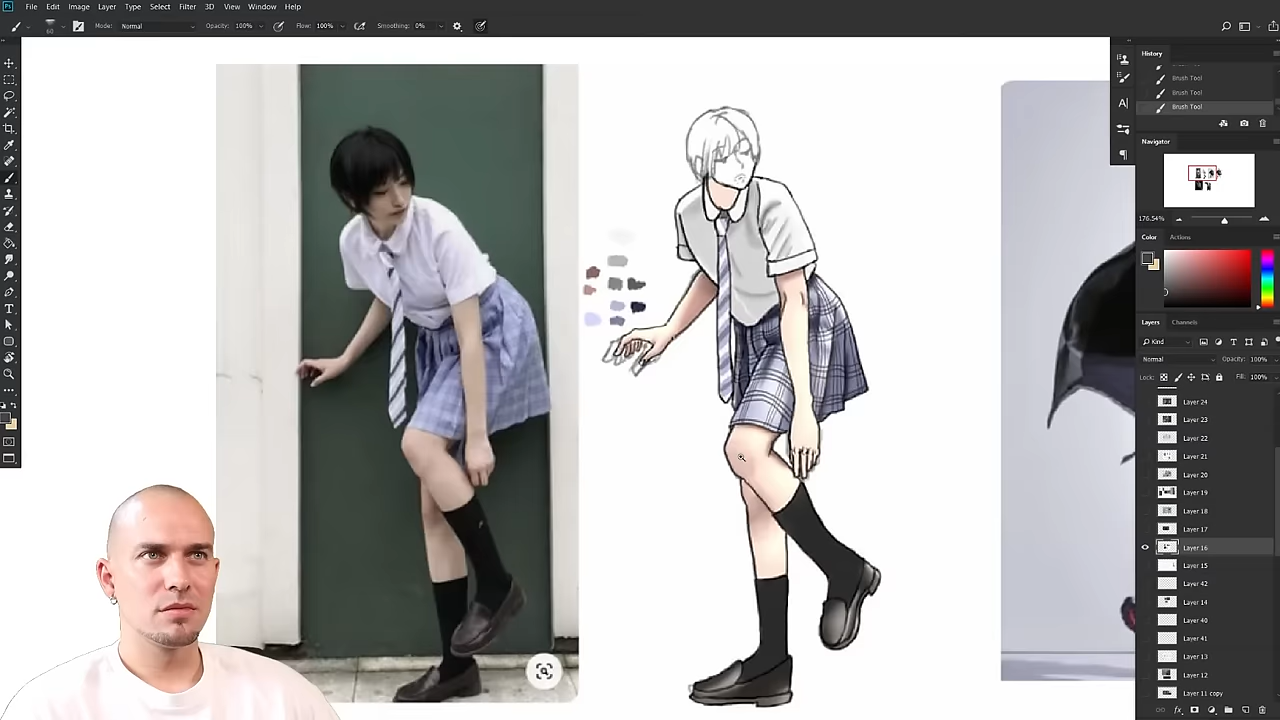 Ps File Edit Image Layer Type Select Filter 3D View Window Help
60 Mode: Normal Opacity: 100% Flow: 100% Smoothing: 0%
History
Brush Tool
Brush Tool
Brush Tool
A|
Navigator
176.54%
Color Actions
Layers Channels
Kind
Normal Opacity: 100%
Lock: Fill: 100%
Layer 24
Layer 23
Layer 22
Layer 21
Layer 20
Layer 19
Layer 18
Layer 17
Layer 16
Layer 15
Layer 42
Layer 14
Layer 40
Layer 41
Layer 13
Layer 12
Layer 11 copy
fx